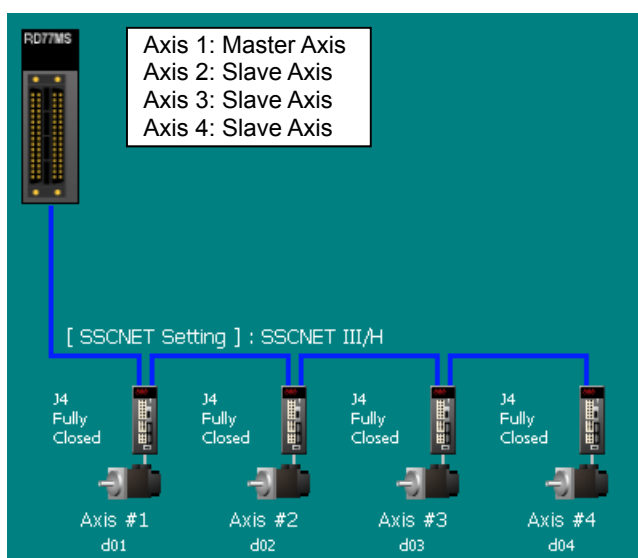 RD77MS
Axis 1: Master Axis
Axis 2: Slave Axis
Axis 3: Slave Axis
Axis 4: Slave Axis
[ SSCNET Setting ] : SSCNET III/H
J4 Fully Closed
J4 Fully Closed
J4 Fully Closed
J4 Fully Closed
Axis #1
Axis #2
Axis #3
Axis #4
d01
d02
d03
d04